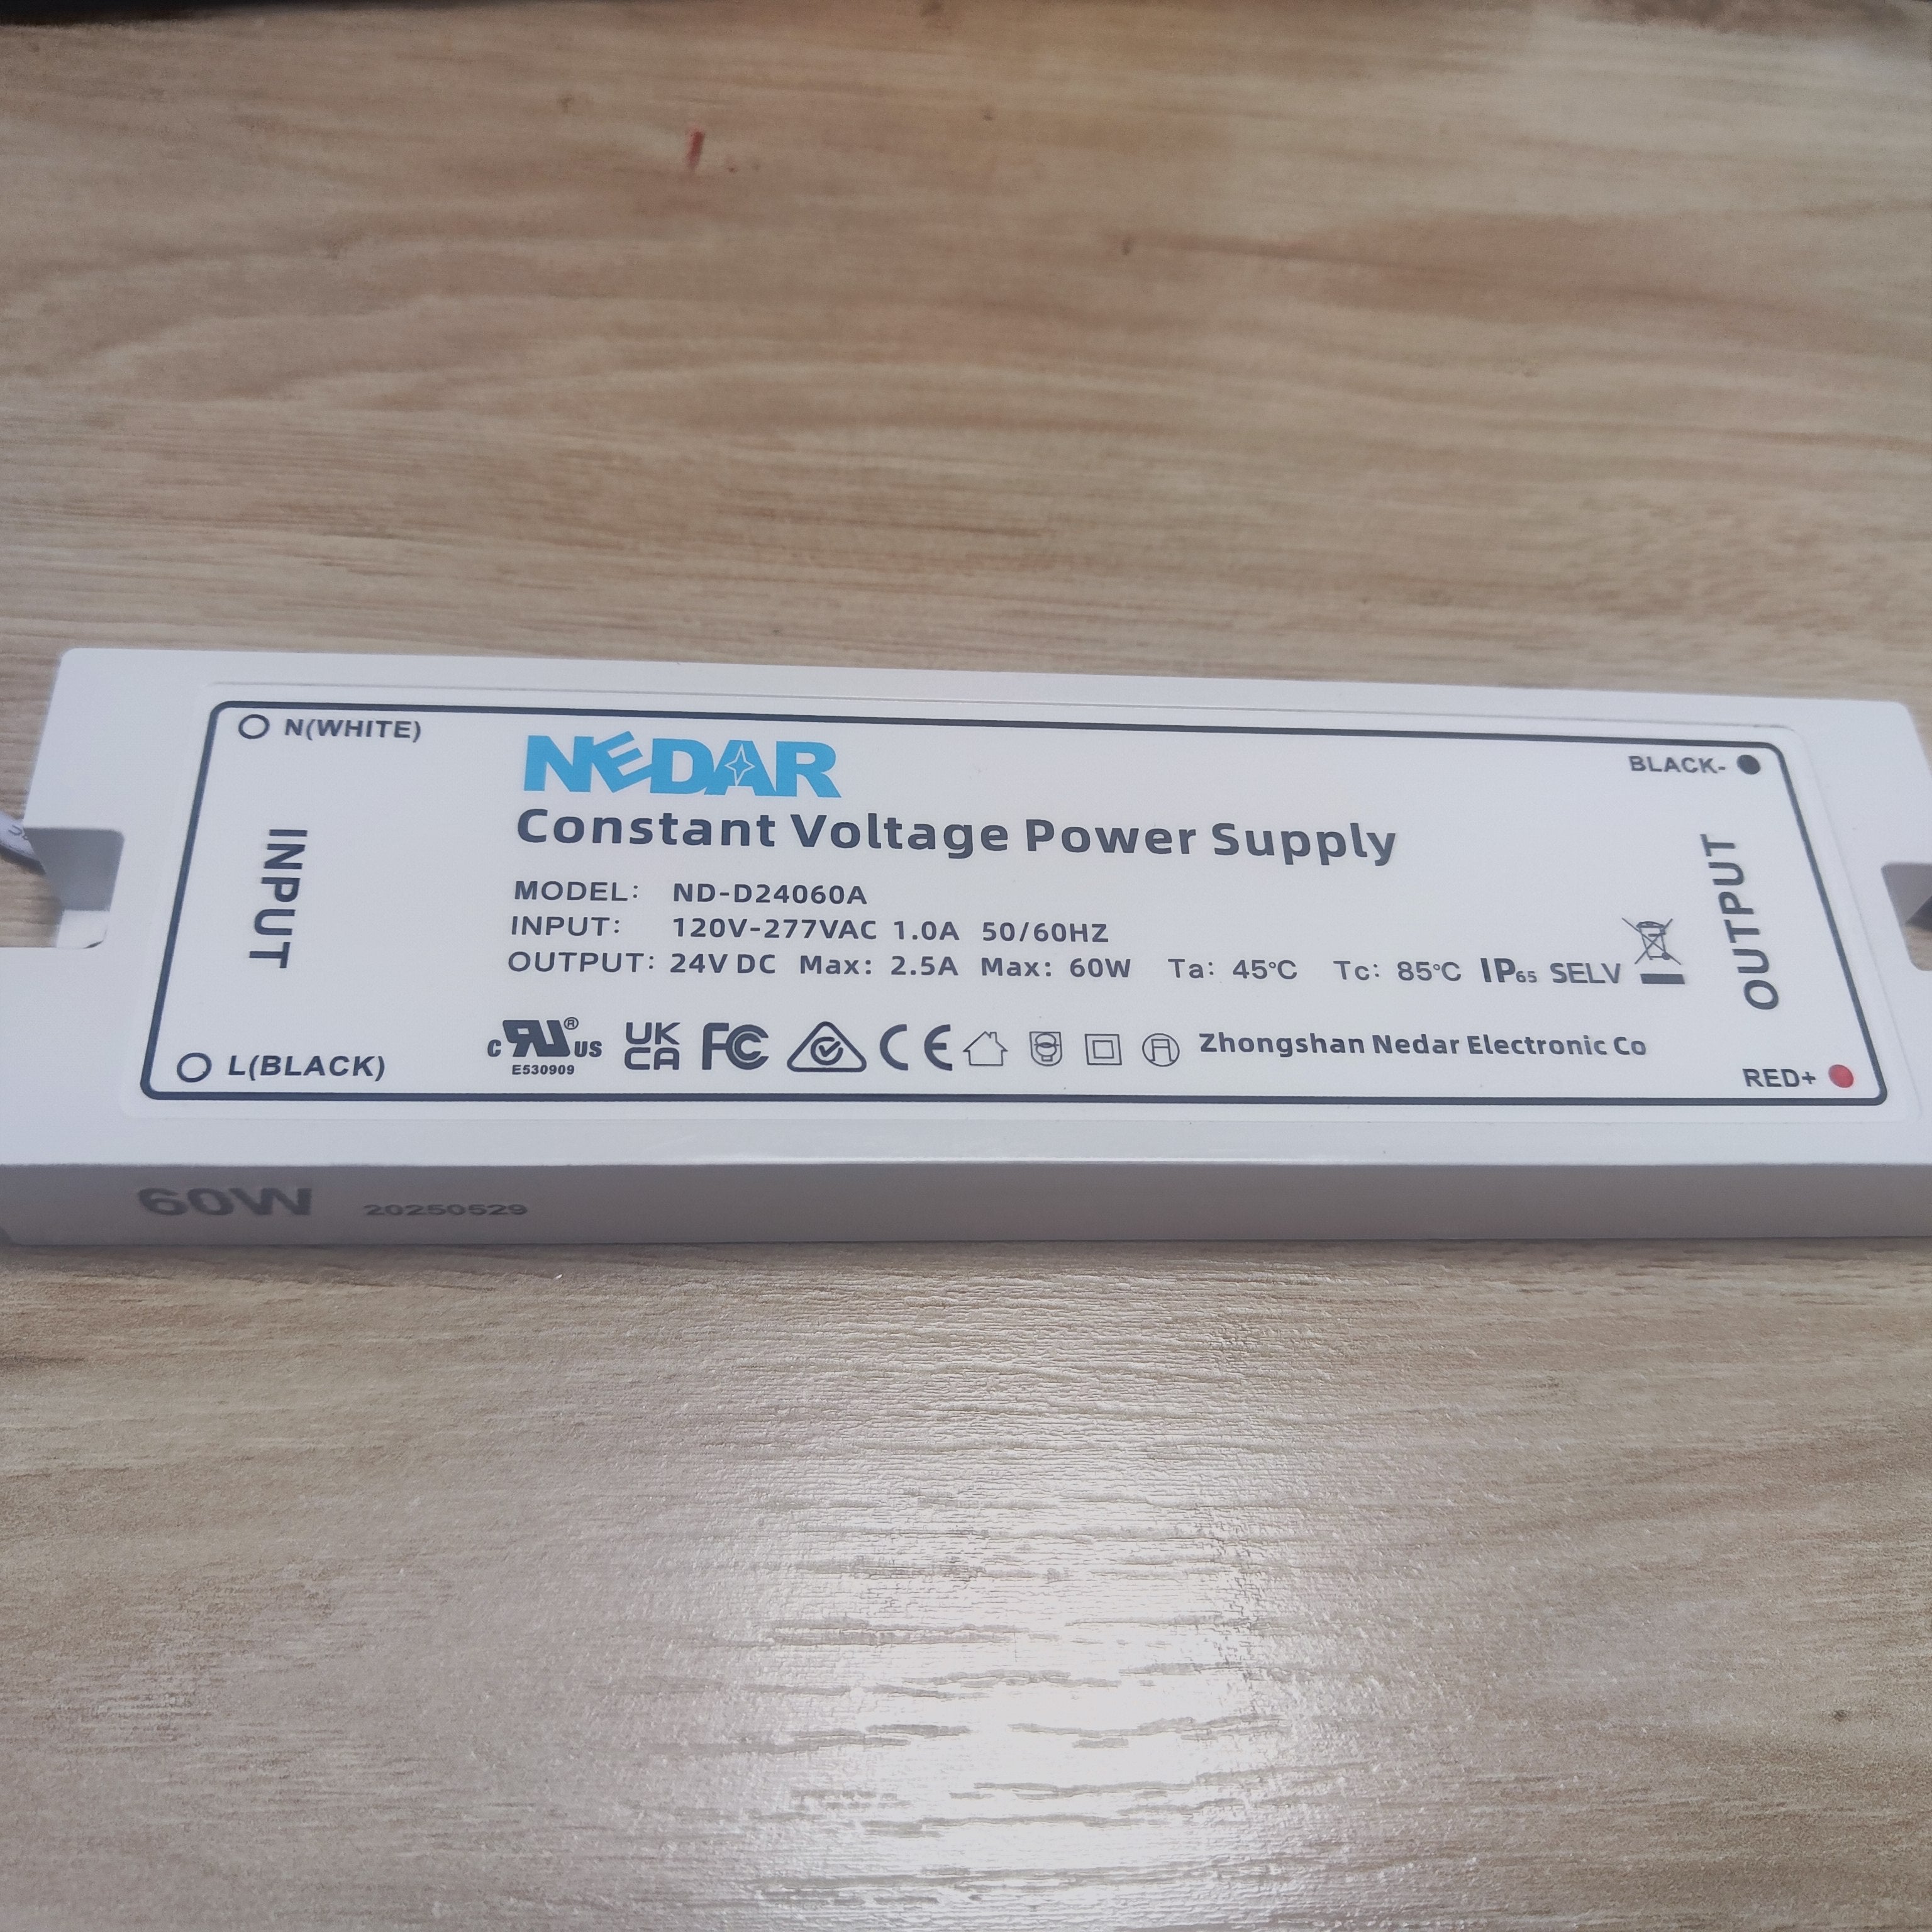 N(WHITE)
NEDAR
BLACK-
Constant Voltage Power Supply
INPUT
OUTPUT
MODEL: ND-D24060A
INPUT: 120V-277VAC 1.0A 50/60HZ
OUTPUT: 24V DC Max: 2.5A Max: 60W Ta: 45℃ Tc: 85℃ IP65 SELV
c RU® US UK CA FC CE Zhongshan Nedar Electronic Co
E530909
L(BLACK)
RED+
60W 20250529